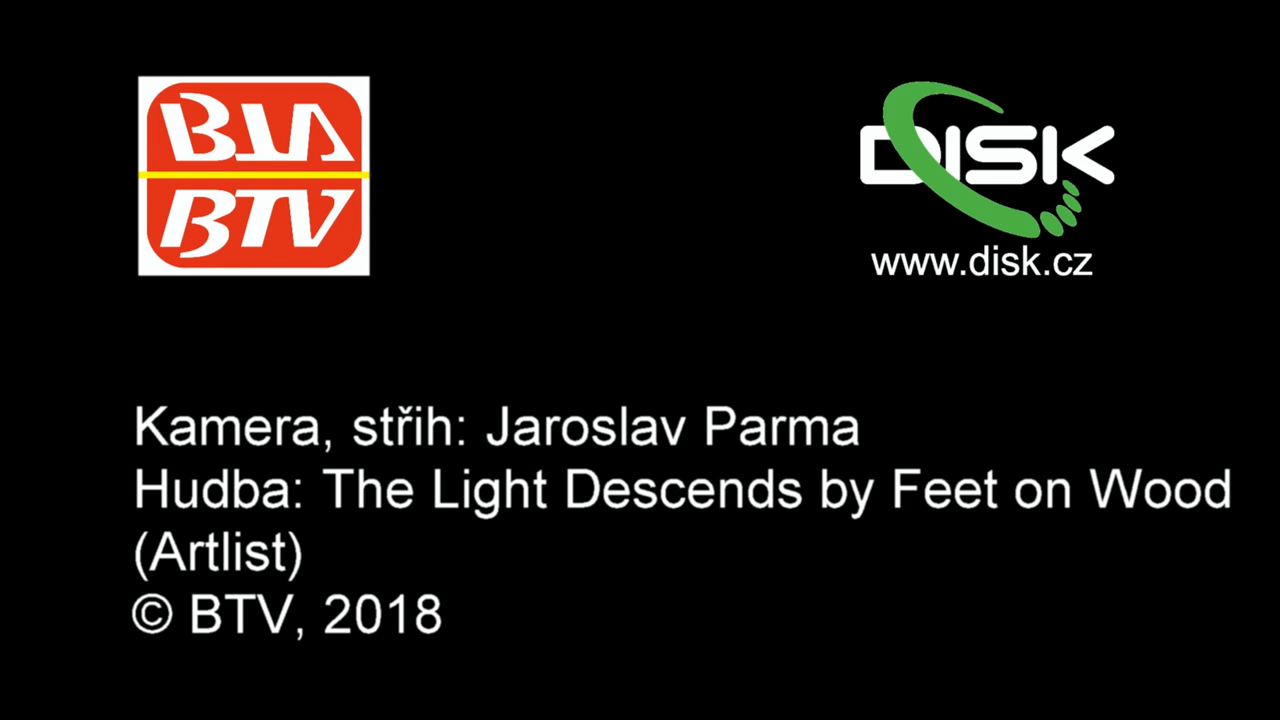 BTV
BTV
DISK
www.disk.cz
Kamera, střih: Jaroslav Parma
Hudba: The Light Descends by Feet on Wood
(Artlist)
© BTV, 2018